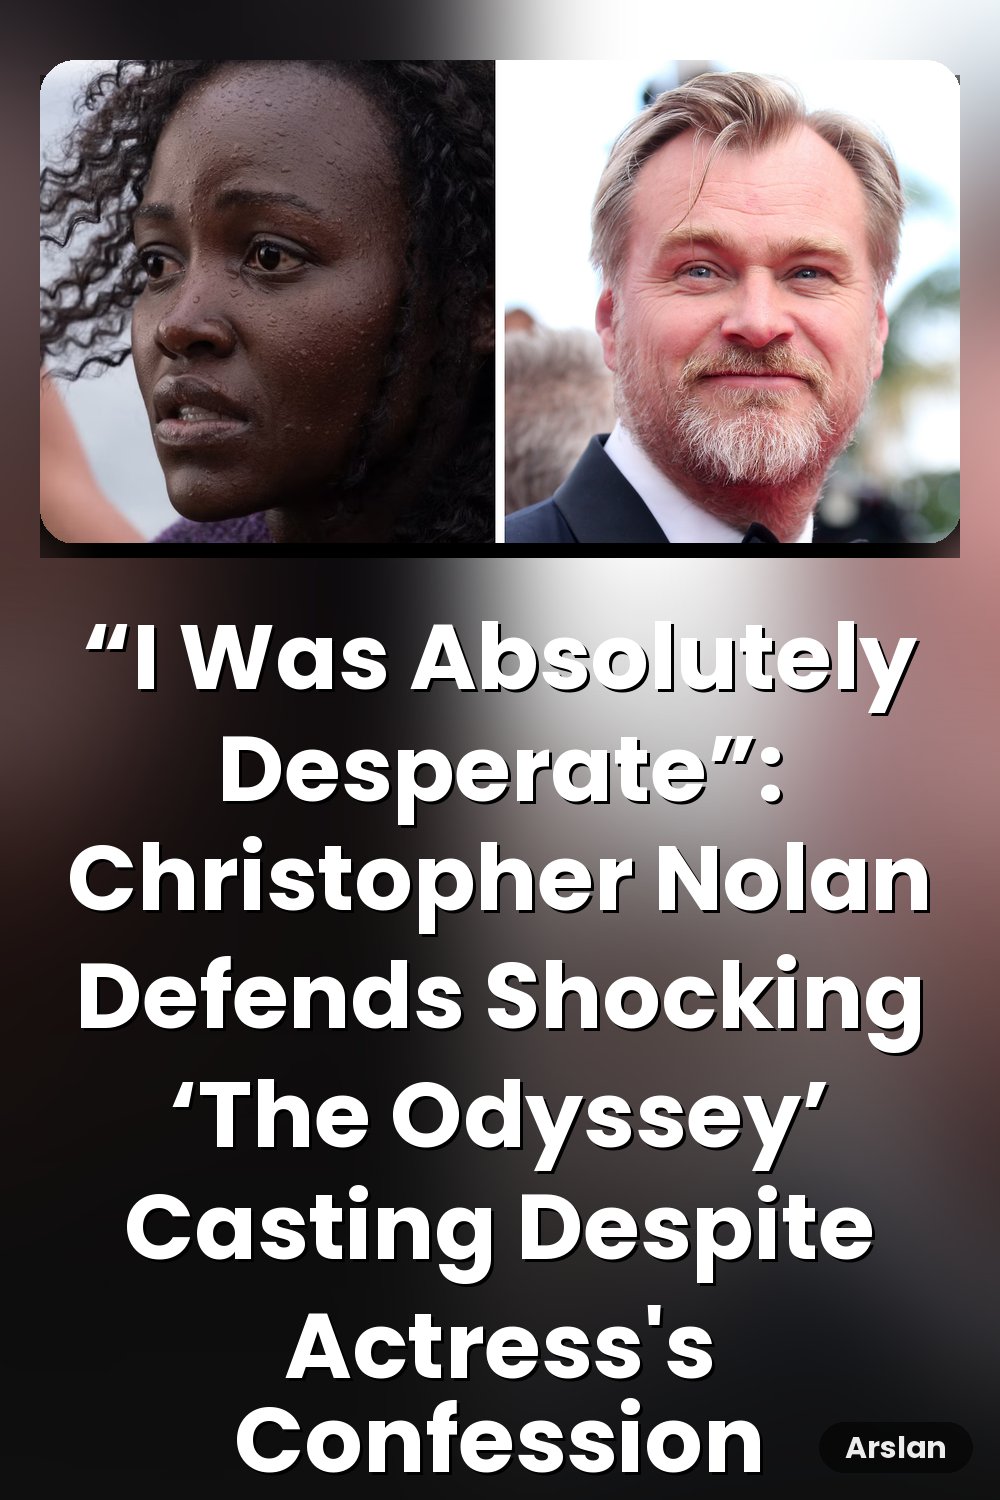 “I Was Absolutely
Desperate”:
Christopher Nolan
Defends Shocking
‘The Odyssey’
Casting Despite
Actress's
Confession
Arslan